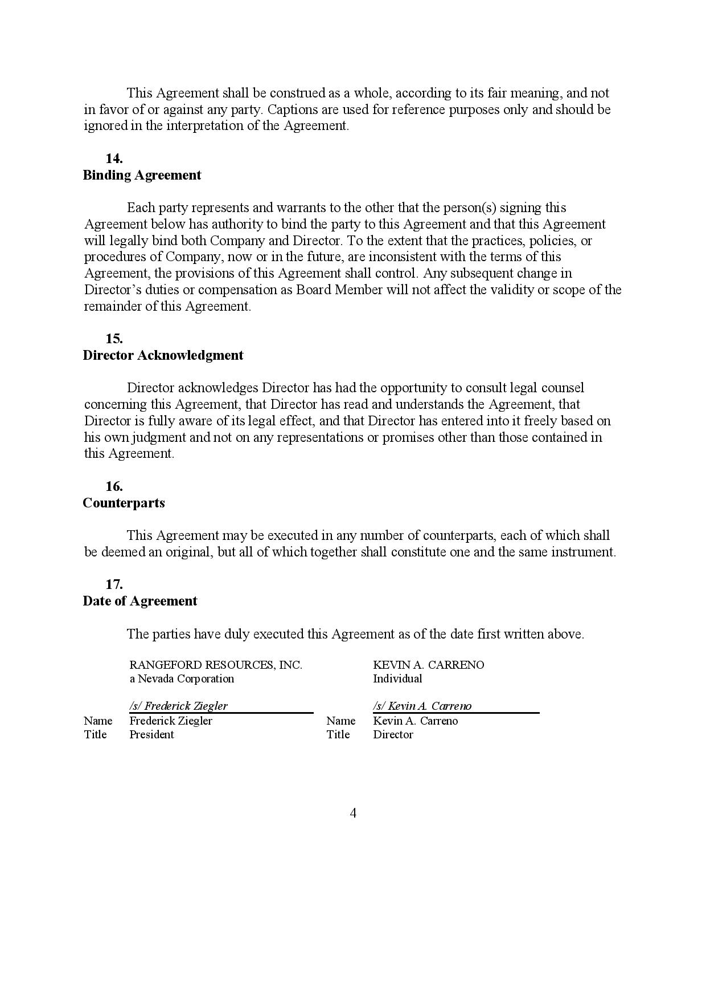 This Agreement shall be construed as a whole, according to its fair meaning, and not
in favor of or against any party. Captions are used for reference purposes only and should be
ignored in the interpretation of the Agreement.
14.
Binding Agreement
Each party represents and warrants to the other that the person(s) signing this
Agreement below has authority to bind the party to this Agreement and that this Agreement
will legally bind both Company and Director. To the extent that the practices, policies, or
procedures of Company, now or in the future, are inconsistent with the terms of this
Agreement, the provisions of this Agreement shall control. Any subsequent change in
Director’s duties or compensation as Board Member will not affect the validity or scope of the
remainder of this Agreement.
15.
Director Acknowledgment
Director acknowledges Director has had the opportunity to consult legal counsel
concerning this Agreement, that Director has read and understands the Agreement, that
Director is fully aware of its legal effect, and that Director has entered into it freely based on
his own judgment and not on any representations or promises other than those contained in
this Agreement.
16.
Counterparts
This Agreement may be executed in any number of counterparts, each of which shall
be deemed an original, but all of which together shall constitute one and the same instrument.
17.
Date of Agreement
The parties have duly executed this Agreement as of the date first written above.
RANGEFORD RESOURCES, INC. KEVIN A. CARRENO
a Nevada Corporation Individual
/s/ Frederick Ziegler /s/ Kevin A. Carreno
Name Frederick Ziegler Name Kevin A. Carreno
Title President Title Director
4